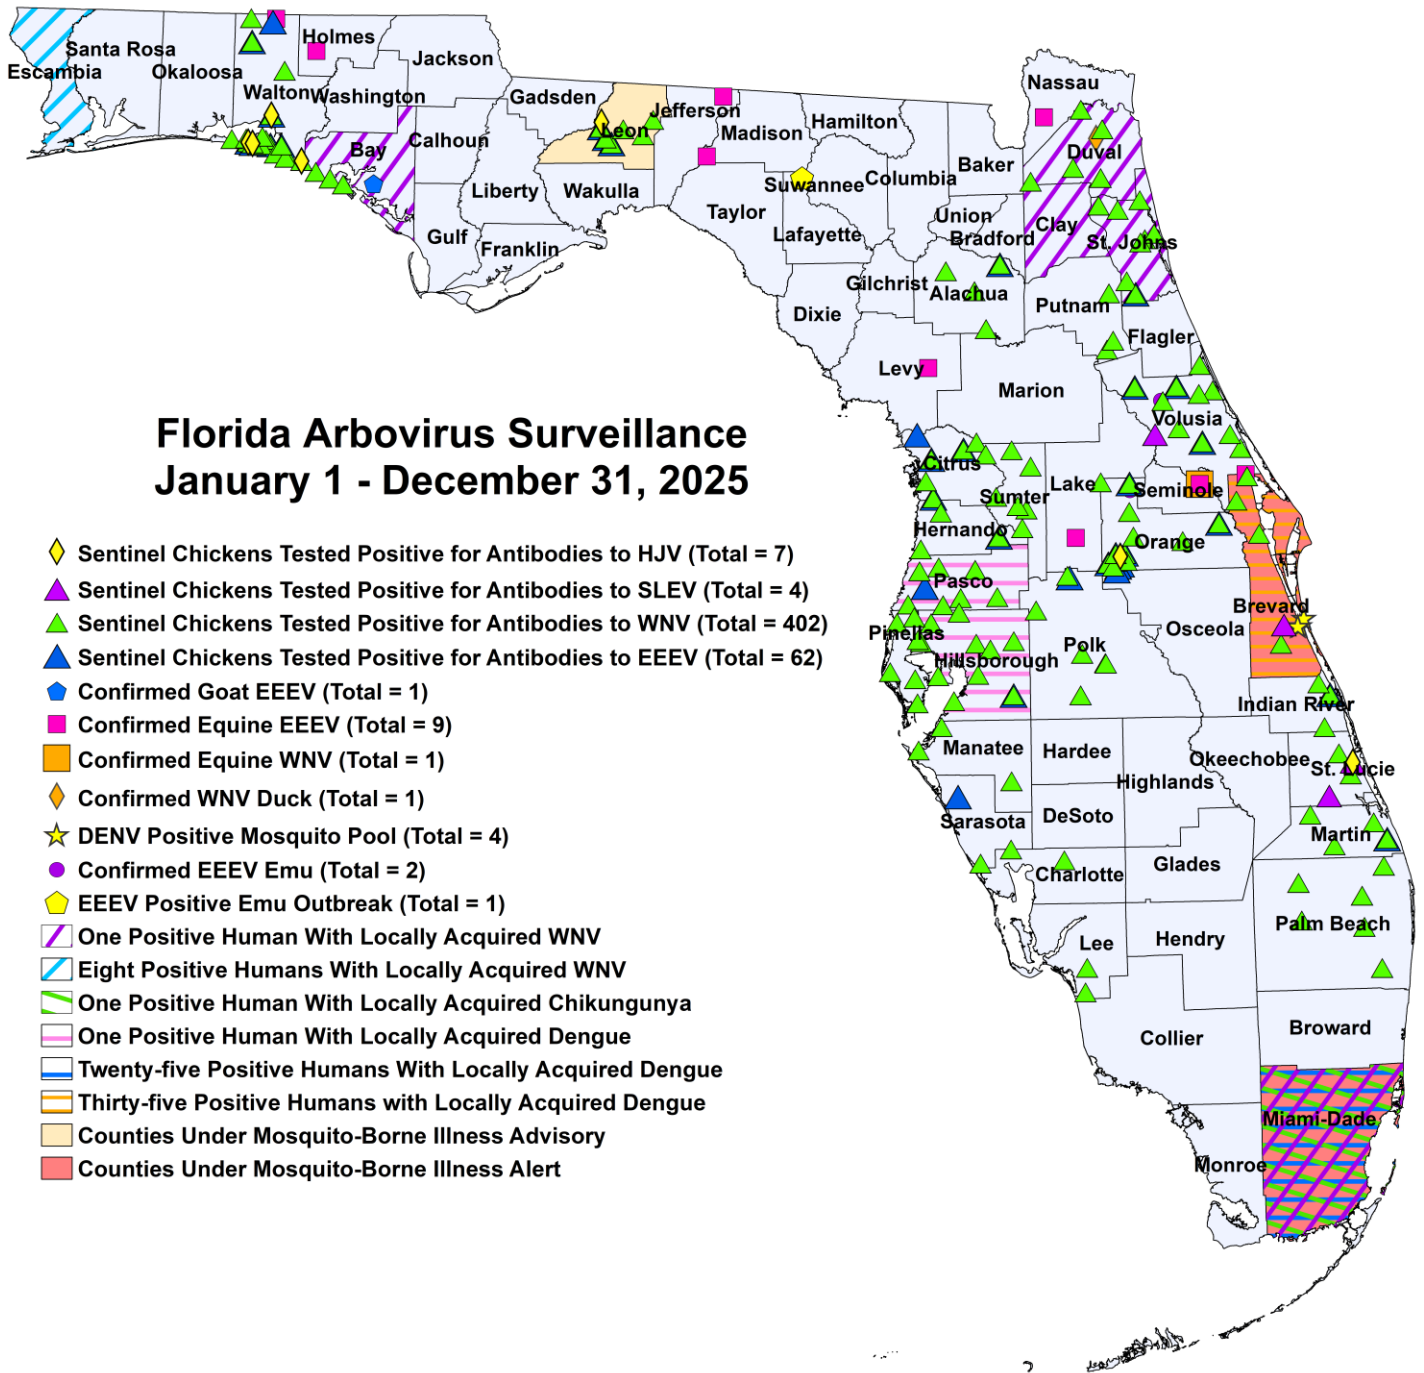 Florida Arbovirus Surveillance
January 1 - December 31, 2025
Sentinel Chickens Tested Positive for Antibodies to HJV (Total = 7)
Sentinel Chickens Tested Positive for Antibodies to SLEV (Total = 4)
Sentinel Chickens Tested Positive for Antibodies to WNV (Total = 402)
Sentinel Chickens Tested Positive for Antibodies to EEEV (Total = 62)
Confirmed Goat EEEV (Total = 1)
Confirmed Equine EEEV (Total = 9)
Confirmed Equine WNV (Total = 1)
Confirmed WNV Duck (Total = 1)
DENV Positive Mosquito Pool (Total = 4)
Confirmed EEEV Emu (Total = 2)
EEEV Positive Emu Outbreak (Total = 1)
One Positive Human With Locally Acquired WNV
Eight Positive Humans With Locally Acquired WNV
One Positive Human With Locally Acquired Chikungunya
One Positive Human With Locally Acquired Dengue
Twenty-five Positive Humans With Locally Acquired Dengue
Thirty-five Positive Humans with Locally Acquired Dengue
Counties Under Mosquito-Borne Illness Advisory
Counties Under Mosquito-Borne Illness Alert
Escambia
Santa Rosa
Okaloosa
Walton
Holmes
Washington
Jackson
Bay
Calhoun
Gulf
Gadsden
Liberty
Franklin
Leon
Wakulla
Jefferson
Madison
Taylor
Hamilton
Suwannee
Lafayette
Dixie
Columbia
Gilchrist
Baker
Union
Bradford
Alachua
Levy
Nassau
Duval
Clay
St. Johns
Putnam
Flagler
Marion
Volusia
Citrus
Sumter
Lake
Seminole
Hernando
Orange
Pasco
Pinellas
Hillsborough
Polk
Osceola
Brevard
Indian River
Manatee
Hardee
Highlands
Okeechobee
St. Lucie
Sarasota
DeSoto
Martin
Charlotte
Glades
Palm Beach
Lee
Hendry
Collier
Broward
Miami-Dade
Monroe